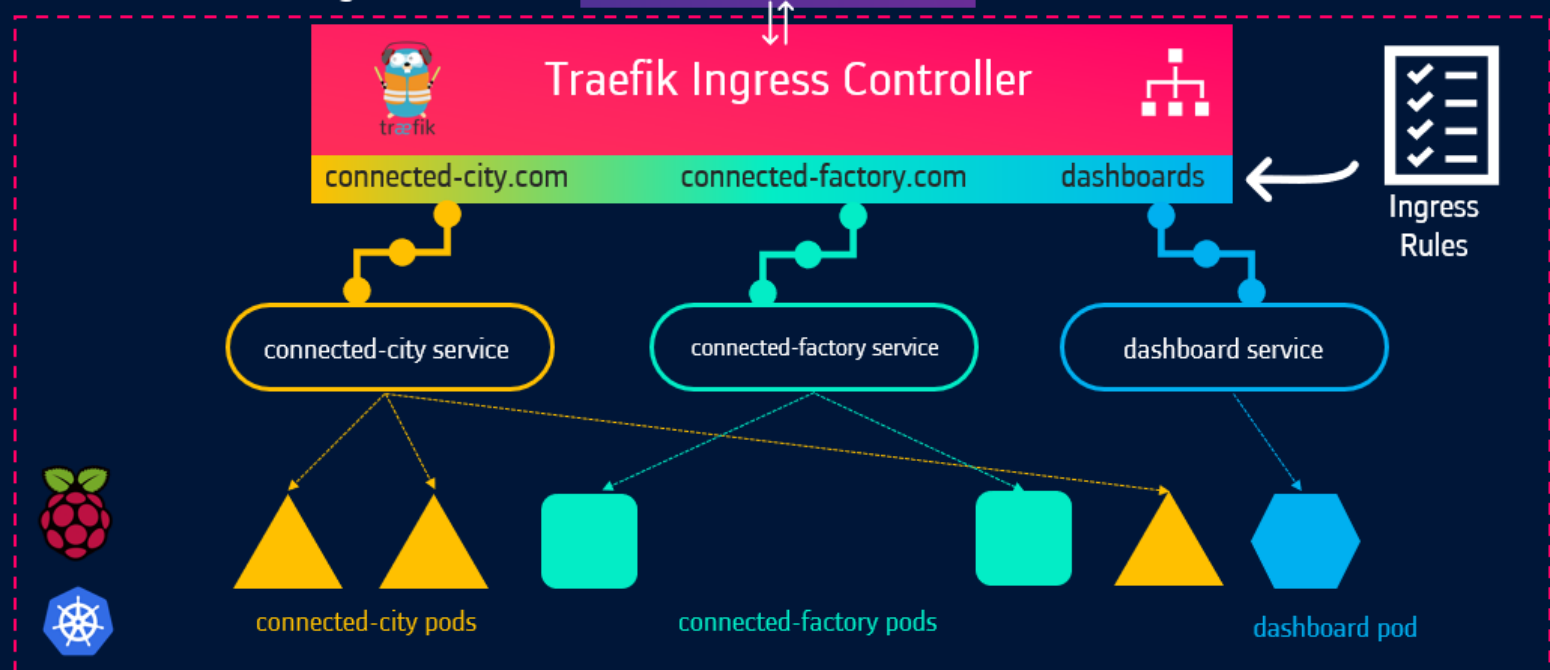 Traefik Ingress Controller
træfik
connected-city.com
connected-factory.com
dashboards
Ingress
Rules
connected-city service
connected-factory service
dashboard service
connected-city pods
connected-factory pods
dashboard pod